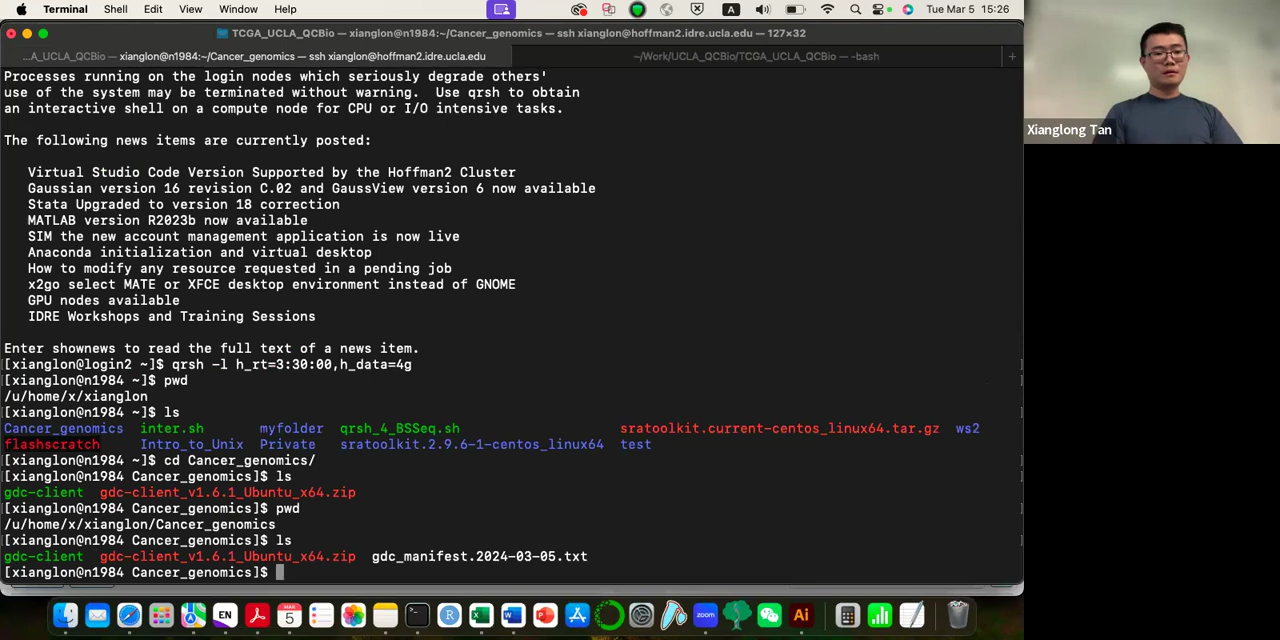 Terminal Shell Edit View Window Help
A
Tue Mar 5 15:26
TCGA_UCLA_QCBio — xianglon@n1984:~/Cancer_genomics — ssh xianglon@hoffman2.idre.ucla.edu — 127×32
...A_UCLA_QCBio — xianglon@n1984:~/Cancer_genomics — ssh xianglon@hoffman2.idre.ucla.edu
~/Work/UCLA_QCBio/TCGA_UCLA_QCBio — -bash
Processes running on the login nodes which seriously degrade others'
use of the system may be terminated without warning.  Use qrsh to obtain
an interactive shell on a compute node for CPU or I/O intensive tasks.
The following news items are currently posted:
Virtual Studio Code Version Supported by the Hoffman2 Cluster
Gaussian version 16 revision C.02 and GaussView version 6 now available
Stata Upgraded to version 18 correction
MATLAB version R2023b now available
SIM the new account management application is now live
Anaconda initialization and virtual desktop
How to modify any resource requested in a pending job
x2go select MATE or XFCE desktop environment instead of GNOME
GPU nodes available
IDRE Workshops and Training Sessions
Enter shownews to read the full text of a news item.
[[xianglon@login2 ~]$ qrsh -l h_rt=3:30:00,h_data=4g ]
[[xianglon@n1984 ~]$ pwd ]
/u/home/x/xianglon
[[xianglon@n1984 ~]$ ls ]
Cancer_genomics inter.sh myfolder qrsh_4_BSSeq.sh sratoolkit.current-centos_linux64.tar.gz ws2
flashscratch Intro_to_Unix Private sratoolkit.2.9.6-1-centos_linux64 test
[[xianglon@n1984 ~]$ cd Cancer_genomics/ ]
[[xianglon@n1984 Cancer_genomics]$ ls ]
gdc-client gdc-client_v1.6.1_Ubuntu_x64.zip
[[xianglon@n1984 Cancer_genomics]$ pwd ]
/u/home/x/xianglon/Cancer_genomics
[[xianglon@n1984 Cancer_genomics]$ ls ]
gdc-client gdc-client_v1.6.1_Ubuntu_x64.zip gdc_manifest.2024-03-05.txt
[xianglon@n1984 Cancer_genomics]$
Xianglong Tan
EN
MAR
5
R
X
W
P
zoom
Ai